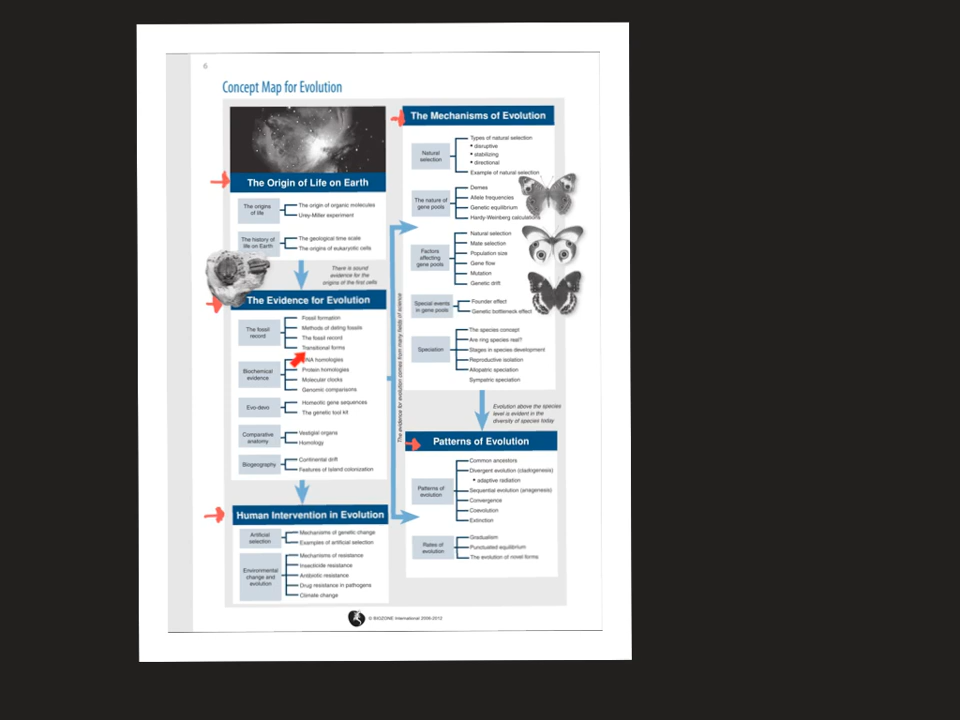 6
Concept Map for Evolution
The Origin of Life on Earth
The origins
of life
The origin of organic molecules
Urey-Miller experiment
The history of
life on Earth
The geological time scale
The origins of eukaryotic cells
There is sound
evidence for the
origins of the first cells
The Evidence for Evolution
The fossil
record
Fossil formation
Methods of dating fossils
The fossil record
Transitional forms
Biochemical
evidence
NA homologies
Protein homologies
Molecular clocks
Genomic comparisons
Evo-devo
Homeotic gene sequences
The genetic tool kit
Comparative
anatomy
Vestigial organs
Homology
Biogeography
Continental drift
Features of Island colonization
Human Intervention in Evolution
Artificial
selection
Mechanisms of genetic change
Examples of artificial selection
Environmental
change and
evolution
Mechanisms of resistance
Insecticide resistance
Antibiotic resistance
Drug resistance in pathogens
Climate change
The evidence for evolution comes from many fields of science
The Mechanisms of Evolution
Natural
selection
Types of natural selection
• disruptive
• stabilizing
• directional
Example of natural selection
The nature of
gene pools
Demes
Allele frequencies
Genetic equilibrium
Hardy-Weinberg calculations
Factors
affecting
gene pools
Natural selection
Mate selection
Population size
Gene flow
Mutation
Genetic drift
Special events
in gene pools
Founder effect
Genetic bottleneck effect
Speciation
The species concept
Are ring species real?
Stages in species development
Reproductive isolation
Allopatric speciation
Sympatric speciation
Evolution above the species
level is evident in the
diversity of species today
Patterns of Evolution
Patterns of
evolution
Common ancestors
Divergent evolution (cladogenesis)
• adaptive radiation
Sequential evolution (anagenesis)
Convergence
Coevolution
Extinction
Rates of
evolution
Gradualism
Punctuated equilibrium
The evolution of novel forms
© BIOZONE International 2006-2012